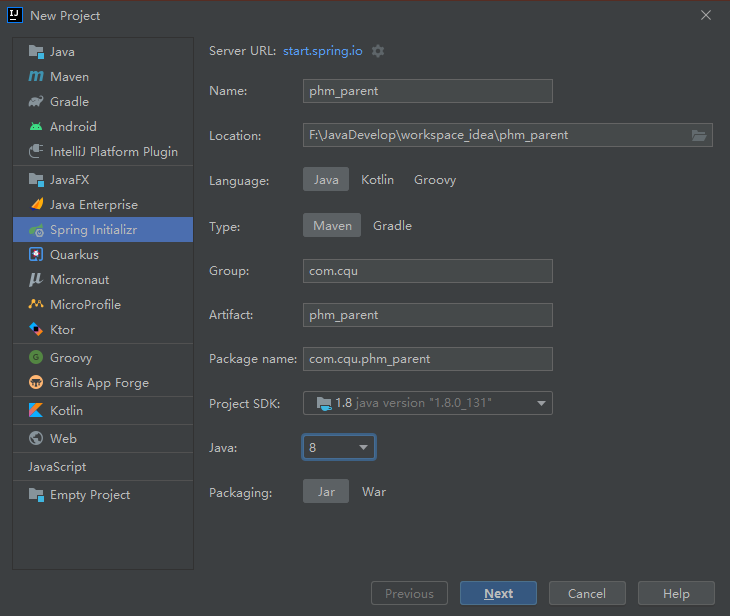 New Project
Java
Maven
Gradle
Android
IntelliJ Platform Plugin
JavaFX
Java Enterprise
Spring Initializr
Quarkus
Micronaut
MicroProfile
Ktor
Groovy
Grails App Forge
Kotlin
Web
JavaScript
Empty Project
Server URL: start.spring.io
Name: phm_parent
Location: F:\JavaDevelop\workspace_idea\phm_parent
Language: Java Kotlin Groovy
Type: Maven Gradle
Group: com.cqu
Artifact: phm_parent
Package name: com.cqu.phm_parent
Project SDK: 1.8 java version "1.8.0_131"
Java: 8
Packaging: Jar War
Previous Next Cancel Help